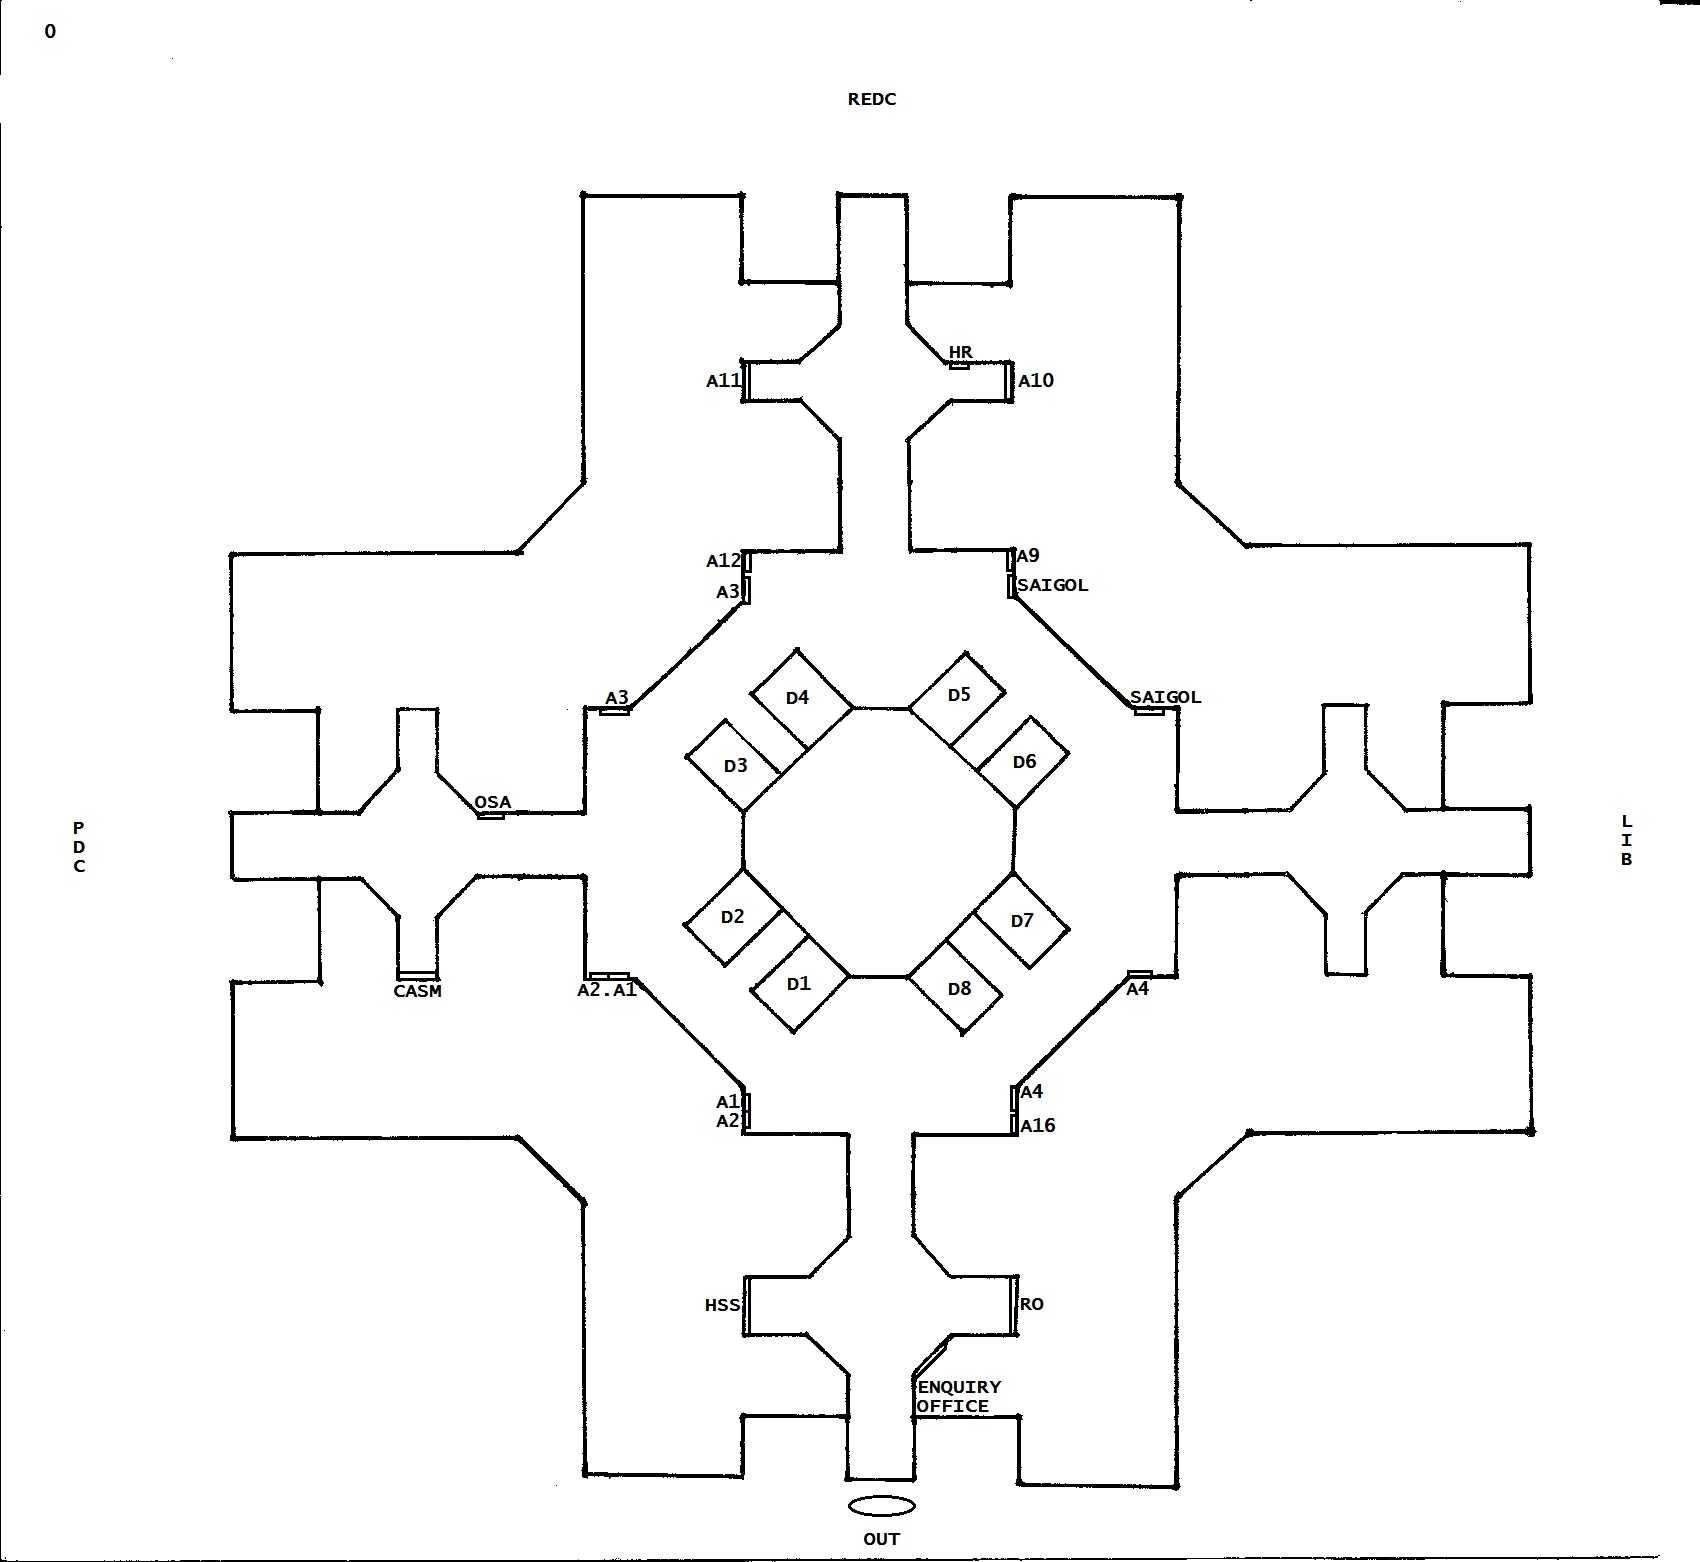 0
REDC
HR
A11
A10
A12
A9
A3
SAIGOL
A3
SAIGOL
D4
D5
D3
D6
OSA
P
D
C
L
I
B
D2
D7
D1
D8
CASM
A2.A1
A4
A1
A4
A2
A16
HSS
RO
ENQUIRY
OFFICE
OUT